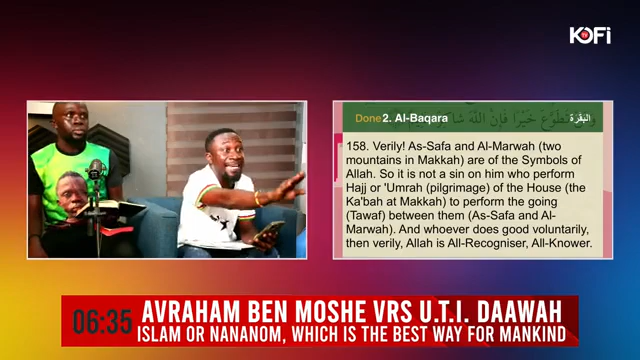 KOFi
TV
Done 2. Al-Baqara
البَقَرَة
158. Verily! As-Safa and Al-Marwah (two
mountains in Makkah) are of the Symbols of
Allah. So it is not a sin on him who perform
Hajj or 'Umrah (pilgrimage) of the House (the
Ka'bah at Makkah) to perform the going
(Tawaf) between them (As-Safa and Al-
Marwah). And whoever does good voluntarily,
then verily, Allah is All-Recogniser, All-Knower.
06:35
AVRAHAM BEN MOSHE VRS U.T.I. DAAWAH
ISLAM OR NANANOM, WHICH IS THE BEST WAY FOR MANKIND